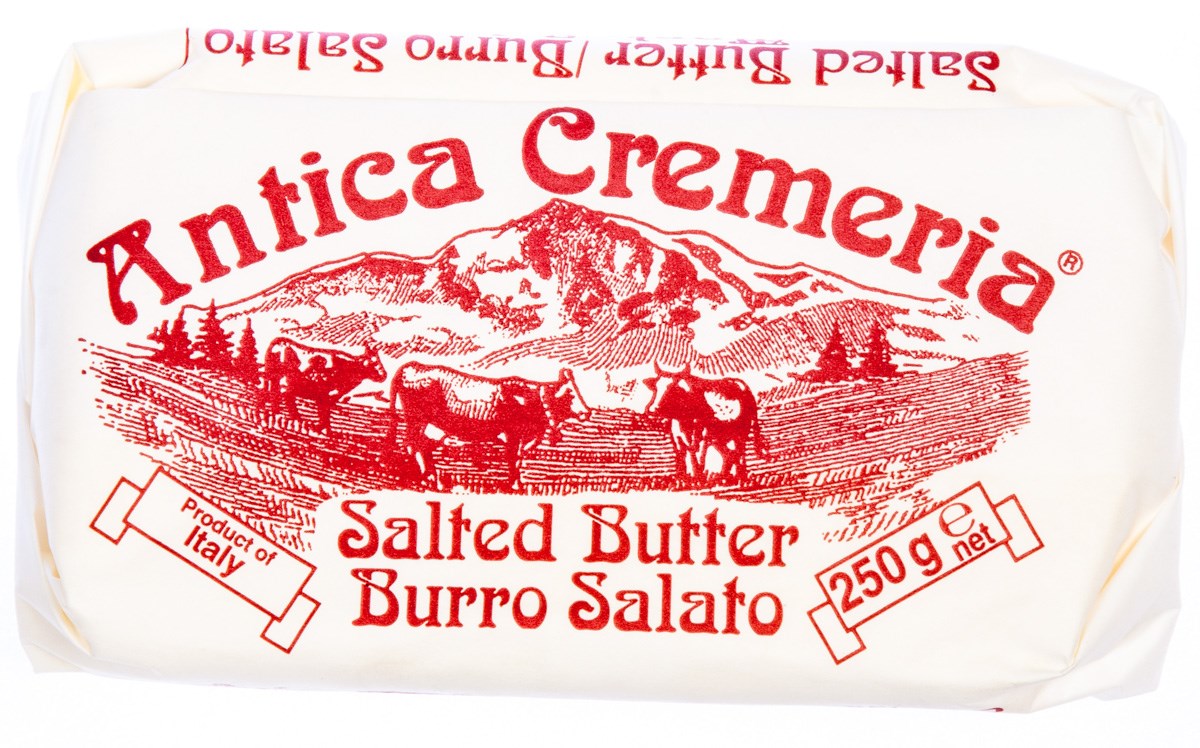 Salted Butter/Burro Salato
Antica Cremeria®
Product of
Italy
Salted Butter
Burro Salato
250 g ℮
net